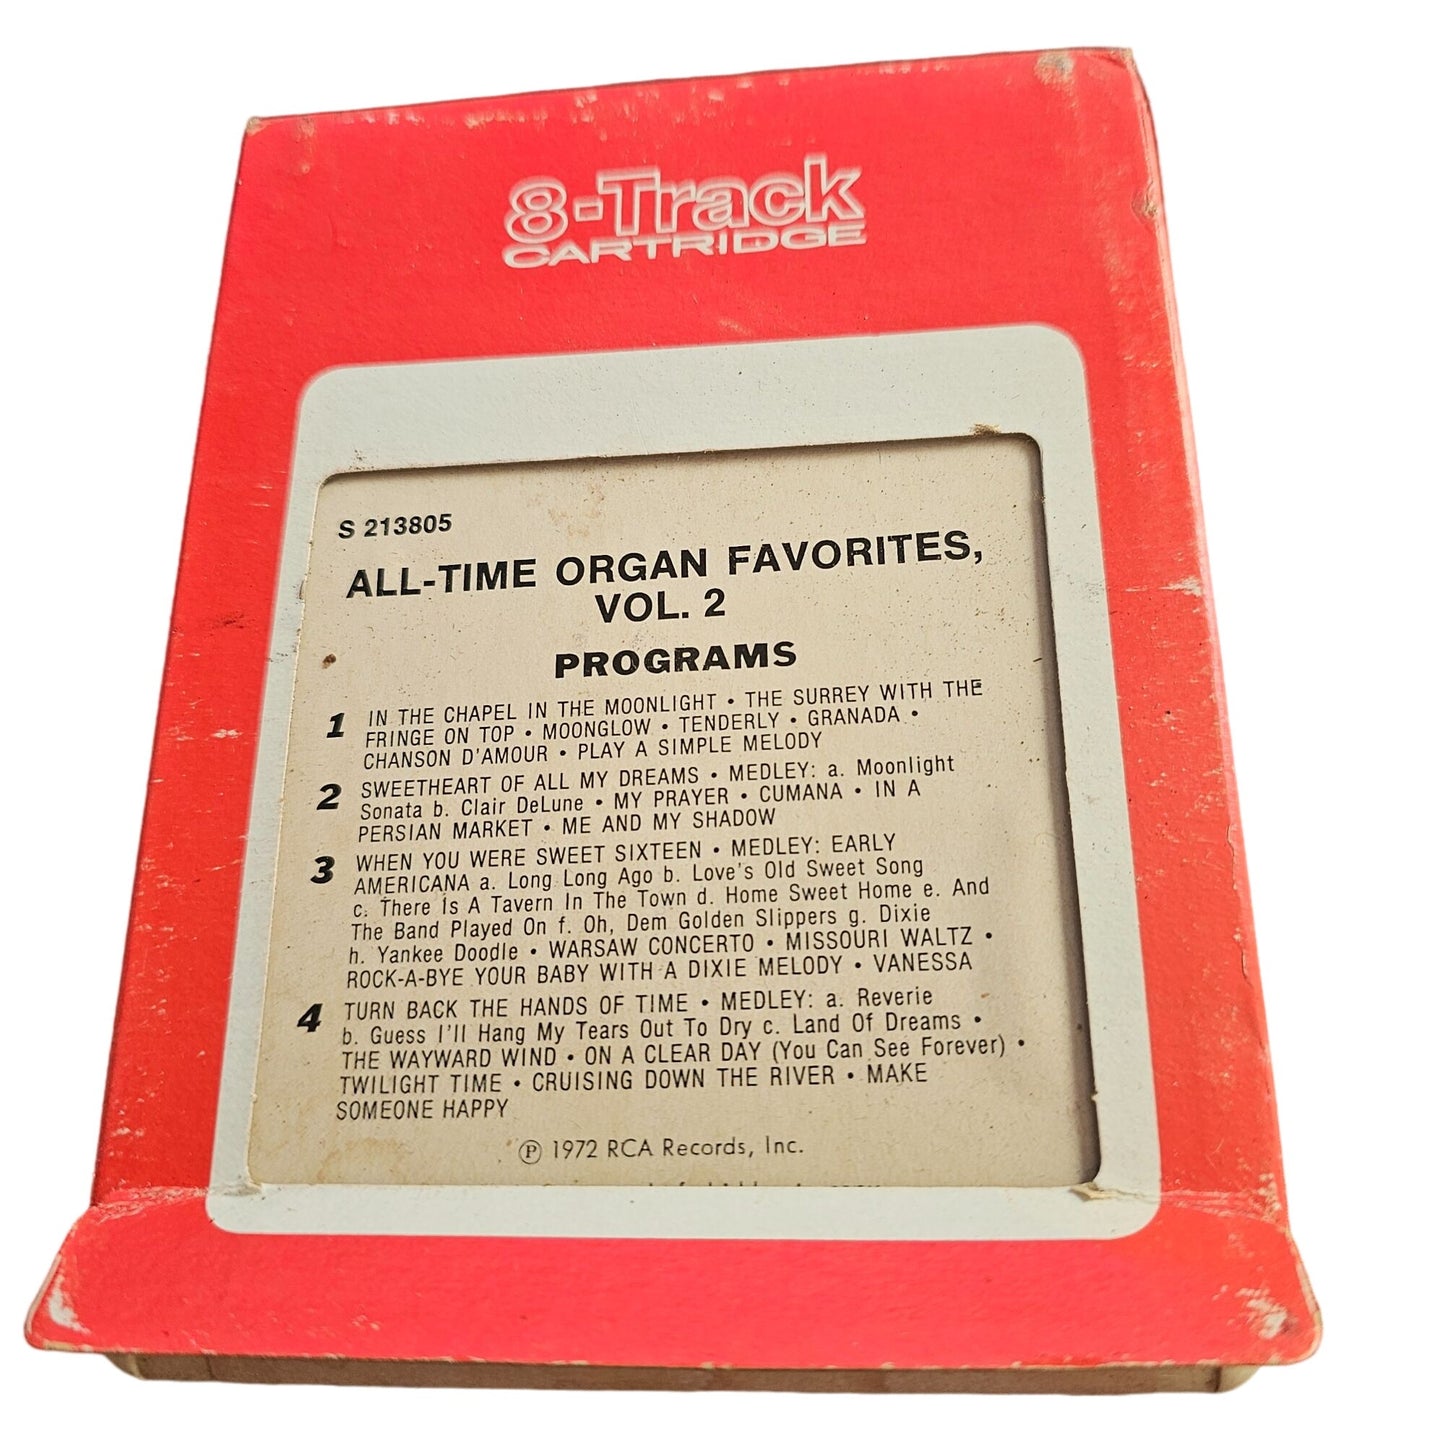 8-Track
CARTRIDGE
S 213805
ALL-TIME ORGAN FAVORITES,
VOL. 2
PROGRAMS
1 IN THE CHAPEL IN THE MOONLIGHT • THE SURREY WITH THE
FRINGE ON TOP • MOONGLOW • TENDERLY • GRANADA •
CHANSON D'AMOUR • PLAY A SIMPLE MELODY
2 SWEETHEART OF ALL MY DREAMS • MEDLEY: a. Moonlight
Sonata b. Clair DeLune • MY PRAYER • CUMANA • IN A
PERSIAN MARKET • ME AND MY SHADOW
3 WHEN YOU WERE SWEET SIXTEEN • MEDLEY: EARLY
AMERICANA a. Long Long Ago b. Love's Old Sweet Song
c. There Is A Tavern In The Town d. Home Sweet Home e. And
The Band Played On f. Oh, Dem Golden Slippers g. Dixie
h. Yankee Doodle • WARSAW CONCERTO • MISSOURI WALTZ •
ROCK-A-BYE YOUR BABY WITH A DIXIE MELODY • VANESSA
4 TURN BACK THE HANDS OF TIME • MEDLEY: a. Reverie
b. Guess I'll Hang My Tears Out To Dry c. Land Of Dreams •
THE WAYWARD WIND • ON A CLEAR DAY (You Can See Forever) •
TWILIGHT TIME • CRUISING DOWN THE RIVER • MAKE
SOMEONE HAPPY
℗ 1972 RCA Records, Inc.